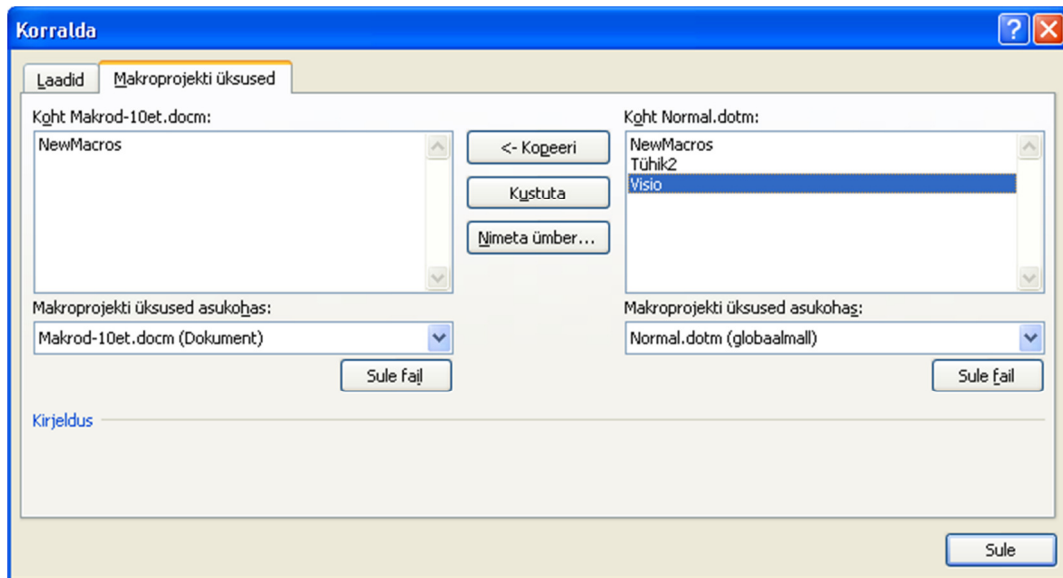 Korralda
Laadid
Makroprojekti üksused
Koht Makrod-10et.docm:
NewMacros
<- Kopeeri
Kustuta
Nimeta ümber...
Koht Normal.dotm:
NewMacros
Tühik2
Visio
Makroprojekti üksused asukohas:
Makrod-10et.docm (Dokument)
Sule fail
Makroprojekti üksused asukohas:
Normal.dotm (globaalmall)
Sule fail
Kirjeldus
Sule